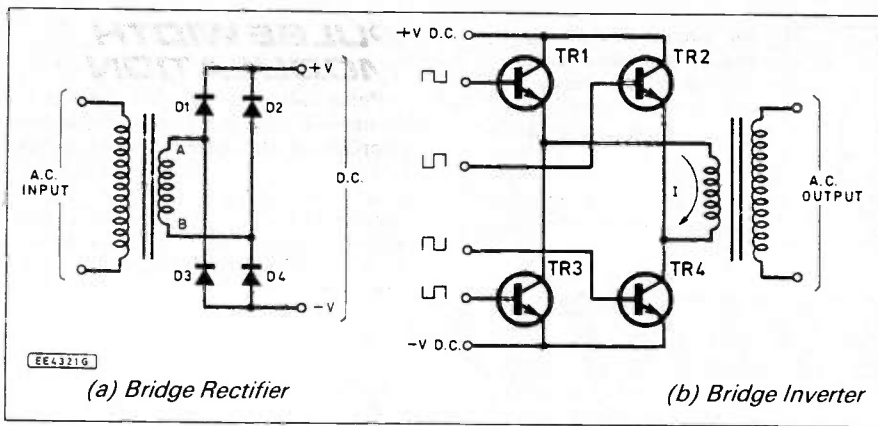 +V D.C.
TR1
TR2
+V
D1
D2
A
A.C. INPUT
D.C.
B
I
A.C. OUTPUT
D3
D4
TR3
TR4
-V
-V D.C.
EE4321G
(a) Bridge Rectifier
(b) Bridge Inverter